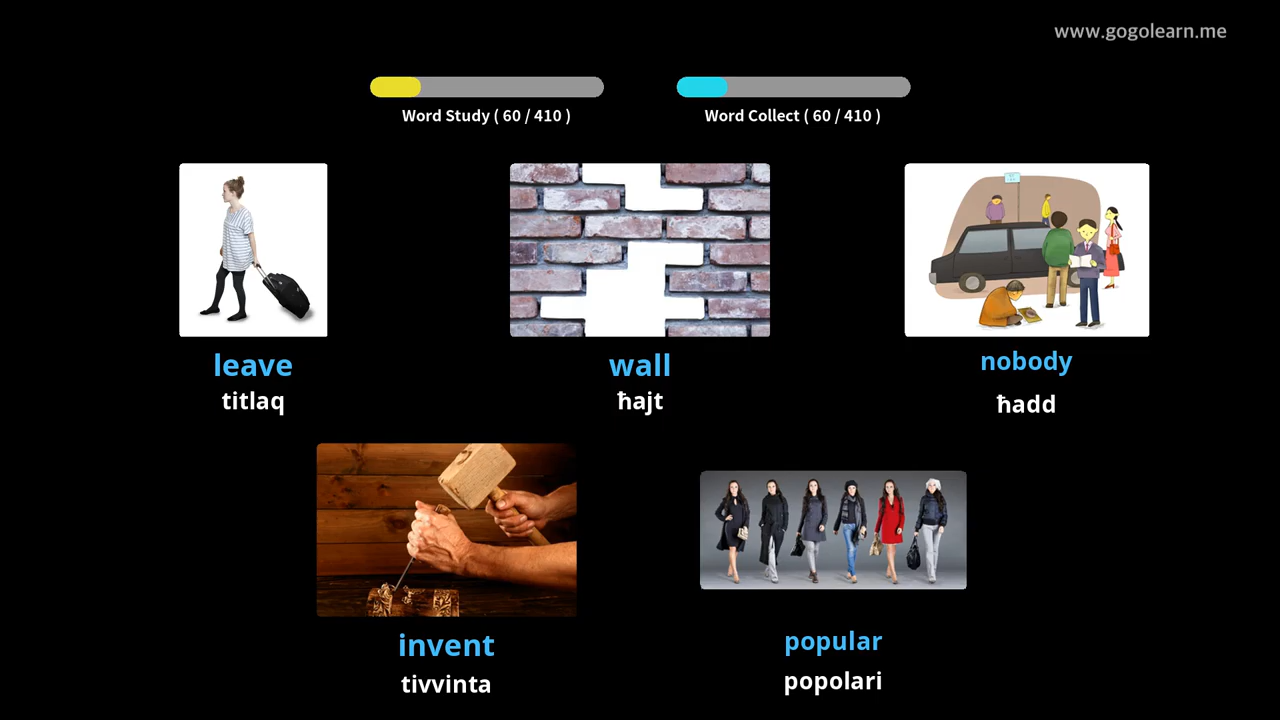 www.gogolearn.me
Word Study ( 60 / 410 )
Word Collect ( 60 / 410 )
leave
titlaq
wall
ħajt
nobody
ħadd
invent
tivvinta
popular
popolari